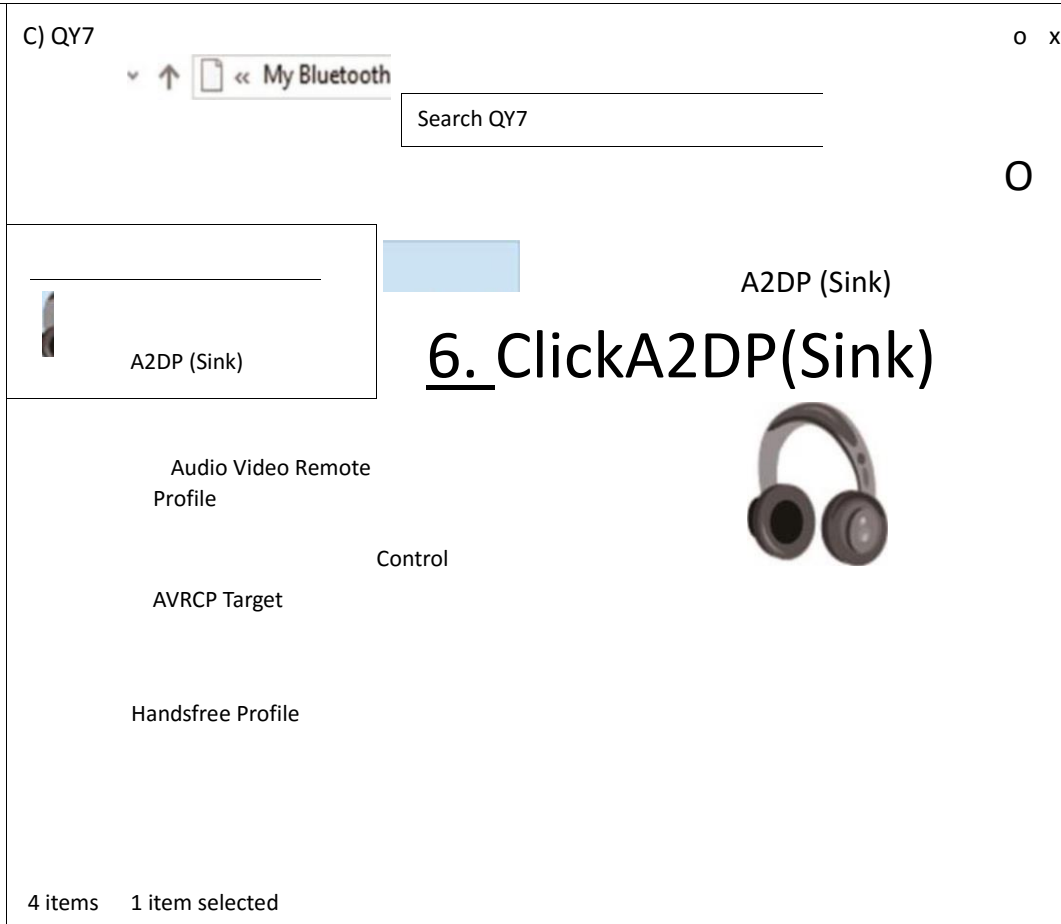 C) QY7
o x
« My Bluetooth
Search QY7
O
A2DP (Sink)
A2DP (Sink)
6. ClickA2DP(Sink)
Audio Video Remote
Profile
Control
AVRCP Target
Handsfree Profile
4 items 1 item selected